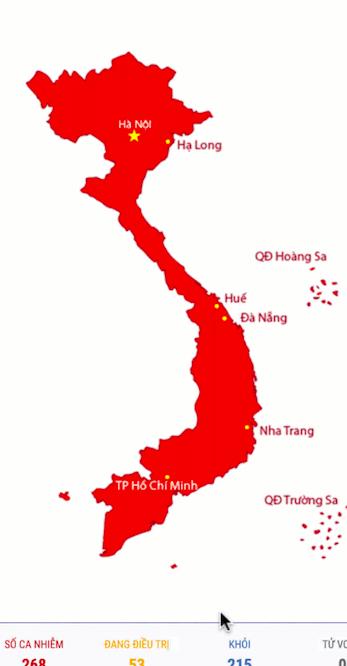 Hà Nội
Hạ Long
QĐ Hoàng Sa
Huế
Đà Nẵng
Nha Trang
TP Hồ Chí Minh
QĐ Trường Sa
SỐ CA NHIỄM ĐANG ĐIỀU TRỊ KHỎI TỬ VO
268 53 215 0